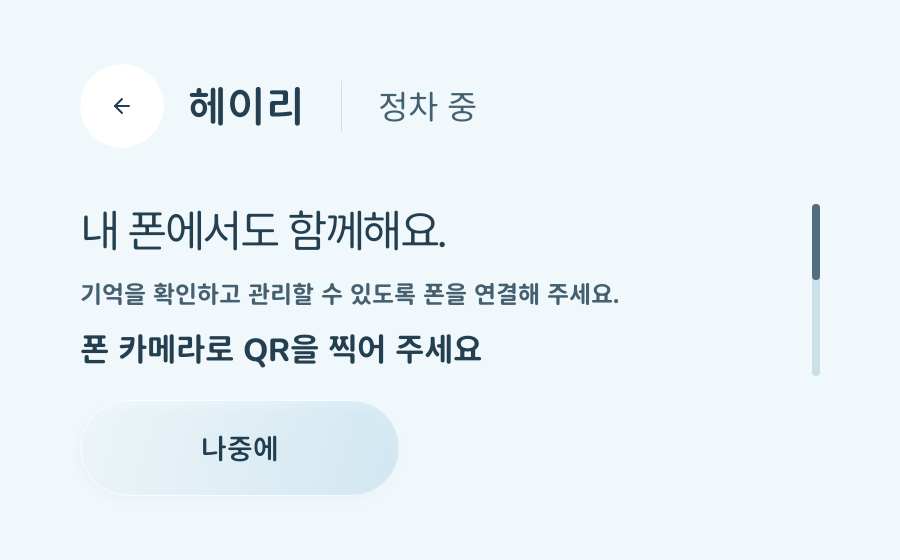 헤이리
정차 중
내 폰에서도 함께해요.
기억을 확인하고 관리할 수 있도록 폰을 연결해 주세요.
폰 카메라로 QR을 찍어 주세요
나중에